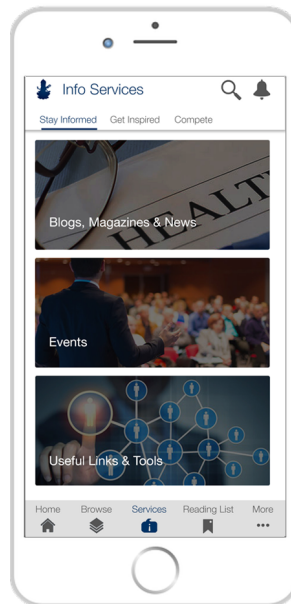 Info Services
Stay Informed Get Inspired Compete
HEALTH
Blogs, Magazines & News
Events
Useful Links & Tools
Home Browse Services Reading List More